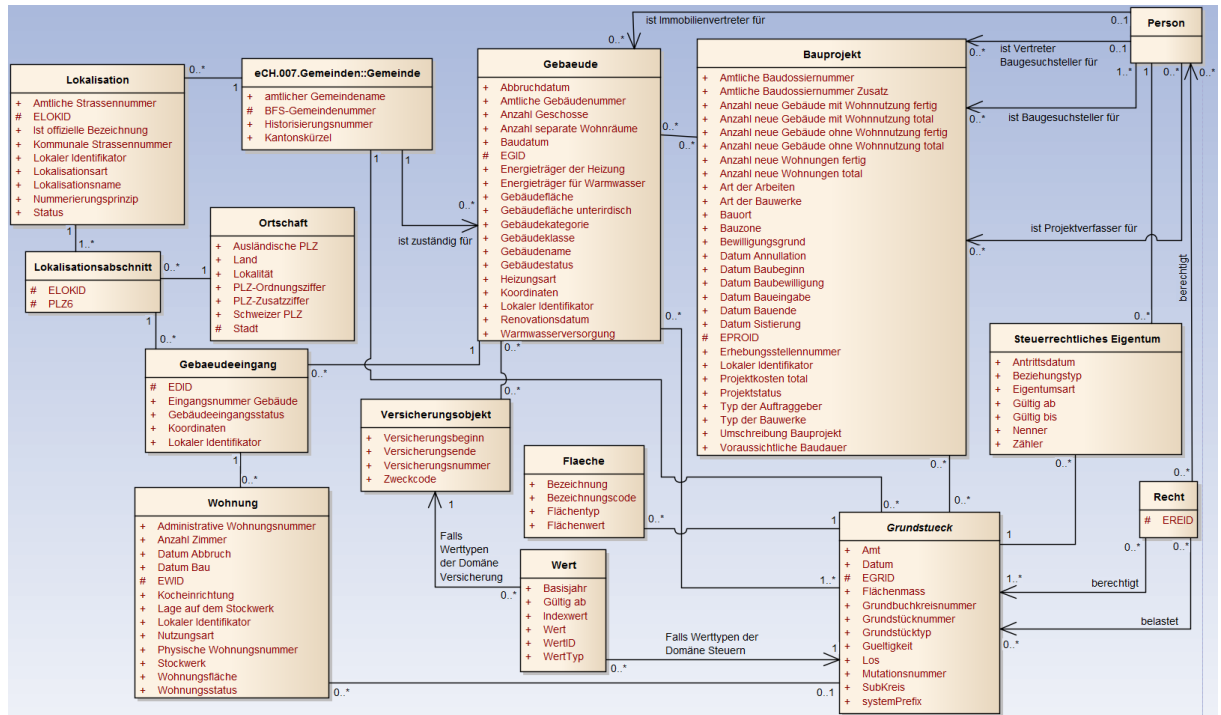 ist Immobilienvertreter für
0..1
Person
0..*
Lokalisation
+ Amtliche Strassennummer
# ELOKID
+ Ist offizielle Bezeichnung
+ Kommunale Strassennummer
+ Lokaler Identifikator
+ Lokalisationsart
+ Lokalisationsname
+ Nummerierungsprinzip
+ Status
0..*
1
eCH.007.Gemeinden::Gemeinde
+ amtlicher Gemeindename
# BFS-Gemeindenummer
+ Historisierungsnummer
+ Kantonskürzel
1
1
0..*
ist zuständig für
Gebaeude
+ Abbruchdatum
+ Amtliche Gebäudenummer
+ Anzahl Geschosse
+ Anzahl separate Wohnräume
+ Baudatum
# EGID
+ Energieträger der Heizung
+ Energieträger für Warmwasser
+ Gebäudefläche
+ Gebäudefläche unterirdisch
+ Gebäudekategorie
+ Gebäudeklasse
+ Gebäudename
+ Gebäudestatus
+ Heizungsart
+ Koordinaten
+ Lokaler Identifikator
+ Renovationsdatum
+ Warmwasserversorgung
0..*
0..*
Bauprojekt
+ Amtliche Baudossiernummer
+ Amtliche Baudossiernummer Zusatz
+ Anzahl neue Gebäude mit Wohnnutzung fertig
+ Anzahl neue Gebäude mit Wohnnutzung total
+ Anzahl neue Gebäude ohne Wohnnutzung fertig
+ Anzahl neue Gebäude ohne Wohnnutzung total
+ Anzahl neue Wohnungen fertig
+ Anzahl neue Wohnungen total
+ Art der Arbeiten
+ Art der Bauwerke
+ Bauort
+ Bauzone
+ Bewilligungsgrund
+ Datum Annullation
+ Datum Baubeginn
+ Datum Baubewilligung
+ Datum Baueingabe
+ Datum Bauende
+ Datum Sistierung
# EPROID
+ Erhebungsstellennummer
+ Lokaler Identifikator
+ Projektkosten total
+ Projektstatus
+ Typ der Auftraggeber
+ Typ der Bauwerke
+ Umschreibung Bauprojekt
+ Voraussichtliche Baudauer
0..*
ist Vertreter
Baugesuchsteller für
0..1
1..*
1
0..*
0..*
0..*
ist Baugesuchsteller für
ist Projektverfasser für
0..*
berechtigt
1
1..*
Lokalisationsabschnitt
# ELOKID
# PLZ6
0..*
1
Ortschaft
+ Ausländische PLZ
+ Land
+ Lokalität
+ PLZ-Ordnungsziffer
+ PLZ-Zusatzziffer
+ Schweizer PLZ
# Stadt
1
0..*
Gebaeudeeingang
# EDID
+ Eingangsnummer Gebäude
+ Gebäudeeingangsstatus
+ Koordinaten
+ Lokaler Identifikator
0..*
1
0..*
0..*
0..*
0..*
Steuerrechtliches Eigentum
+ Antrittsdatum
+ Beziehungstyp
+ Eigentumsart
+ Gültig ab
+ Gültig bis
+ Nenner
+ Zähler
0..*
Versicherungsobjekt
+ Versicherungsbeginn
+ Versicherungsende
+ Versicherungsnummer
+ Zweckcode
1
Falls
Werttypen
der Domäne
Versicherung
0..*
Flaeche
+ Bezeichnung
+ Bezeichnungscode
+ Flächentyp
+ Flächenwert
0..*
1
0..*
0..*
0..*
1
0..*
Wohnung
+ Administrative Wohnungsnummer
+ Anzahl Zimmer
+ Datum Abbruch
+ Datum Bau
# EWID
+ Kocheinrichtung
+ Lage auf dem Stockwerk
+ Lokaler Identifikator
+ Nutzungsart
+ Physische Wohnungsnummer
+ Stockwerk
+ Wohnungsfläche
+ Wohnungsstatus
0..*
0..1
Wert
+ Basisjahr
+ Gültig ab
+ Indexwert
+ Wert
+ WertID
+ WertTyp
0..*
Falls Werttypen der
Domäne Steuern
1
1..*
Grundstueck
+ Amt
+ Datum
# EGRID
+ Flächenmass
+ Grundbuchkreisnummer
+ Grundstücknummer
+ Grundstücktyp
+ Gueltigkeit
+ Los
+ Mutationsnummer
+ SubKreis
+ systemPrefix
1
0..*
Recht
# EREID
0..*
0..*
1..*
berechtigt
belastet
0..*